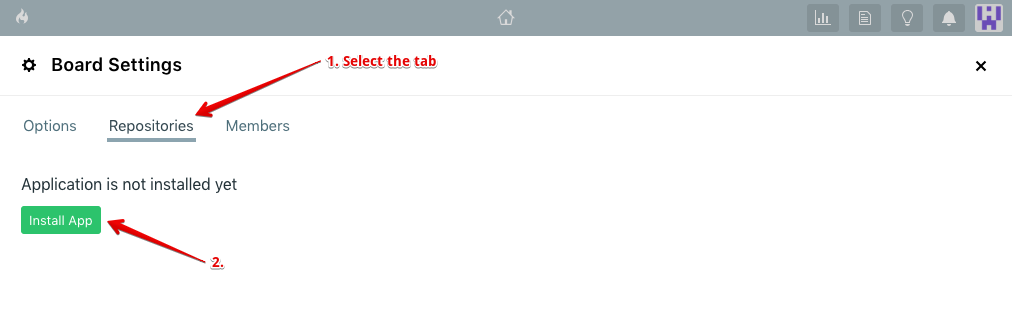 Board Settings
1. Select the tab
Options
Repositories
Members
Application is not installed yet
Install App
2.